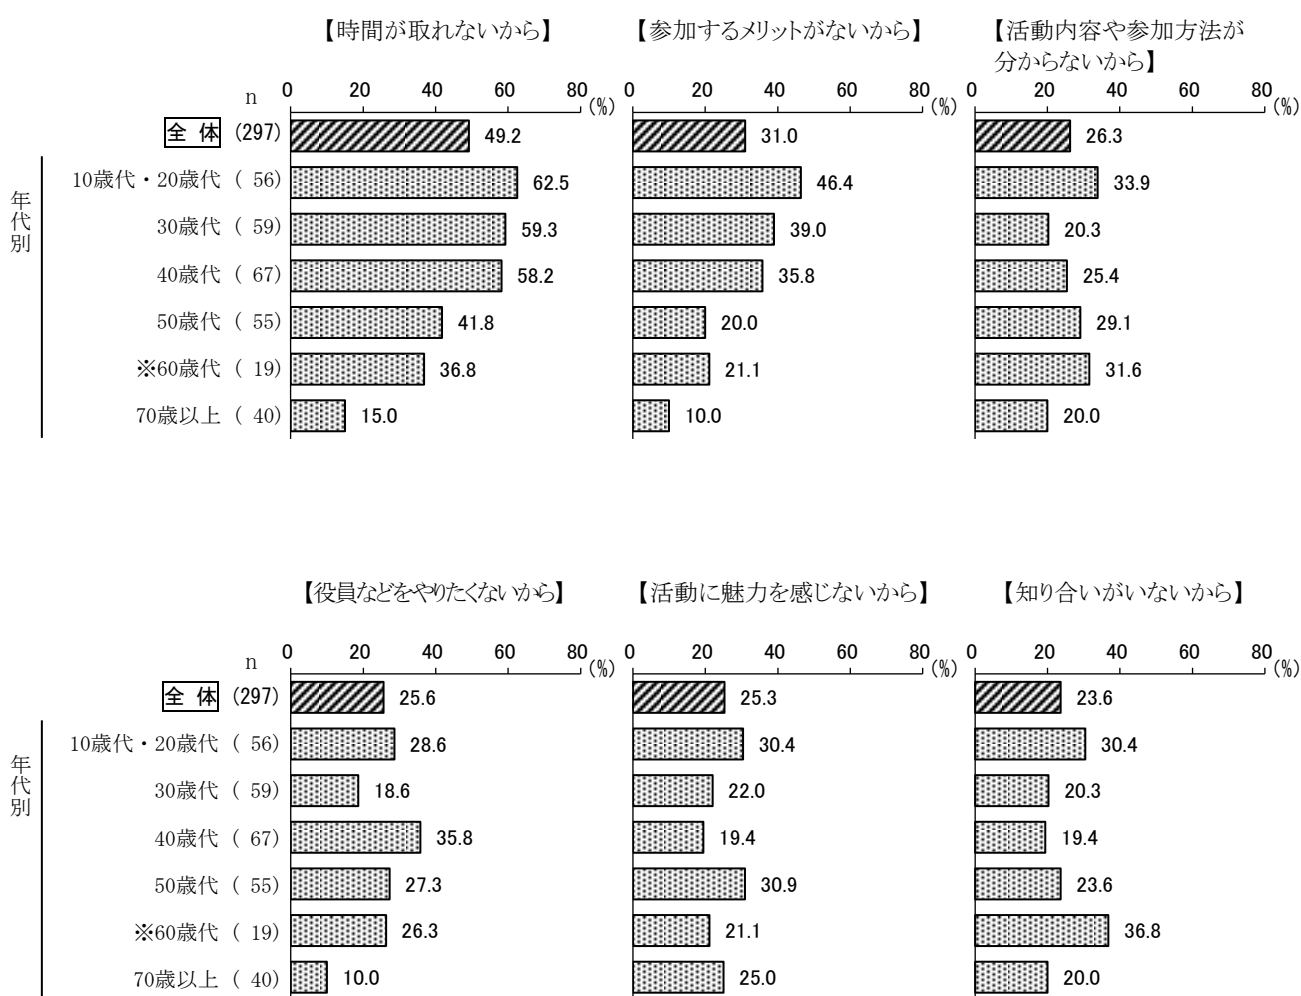 【時間が取れないから】
【参加するメリットがないから】
【活動内容や参加方法が
分からないから】
n 0 20 40 60 80 (%) 0 20 40 60 80 (%) 0 20 40 60 80 (%)
全 体 (297) 49.2 31.0 26.3
年代別
10歳代・20歳代 ( 56) 62.5 46.4 33.9
30歳代 ( 59) 59.3 39.0 20.3
40歳代 ( 67) 58.2 35.8 25.4
50歳代 ( 55) 41.8 20.0 29.1
※60歳代 ( 19) 36.8 21.1 31.6
70歳以上 ( 40) 15.0 10.0 20.0
【役員などをやりたくないから】
【活動に魅力を感じないから】
【知り合いがいないから】
n 0 20 40 60 80 (%) 0 20 40 60 80 (%) 0 20 40 60 80 (%)
全 体 (297) 25.6 25.3 23.6
年代別
10歳代・20歳代 ( 56) 28.6 30.4 30.4
30歳代 ( 59) 18.6 22.0 20.3
40歳代 ( 67) 35.8 19.4 19.4
50歳代 ( 55) 27.3 30.9 23.6
※60歳代 ( 19) 26.3 21.1 36.8
70歳以上 ( 40) 10.0 25.0 20.0